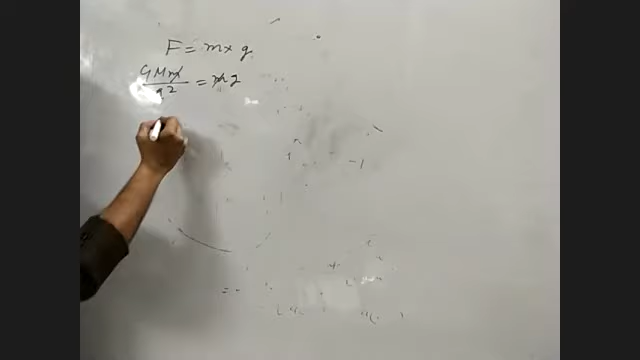 F = m × g
GMm/r² = mg